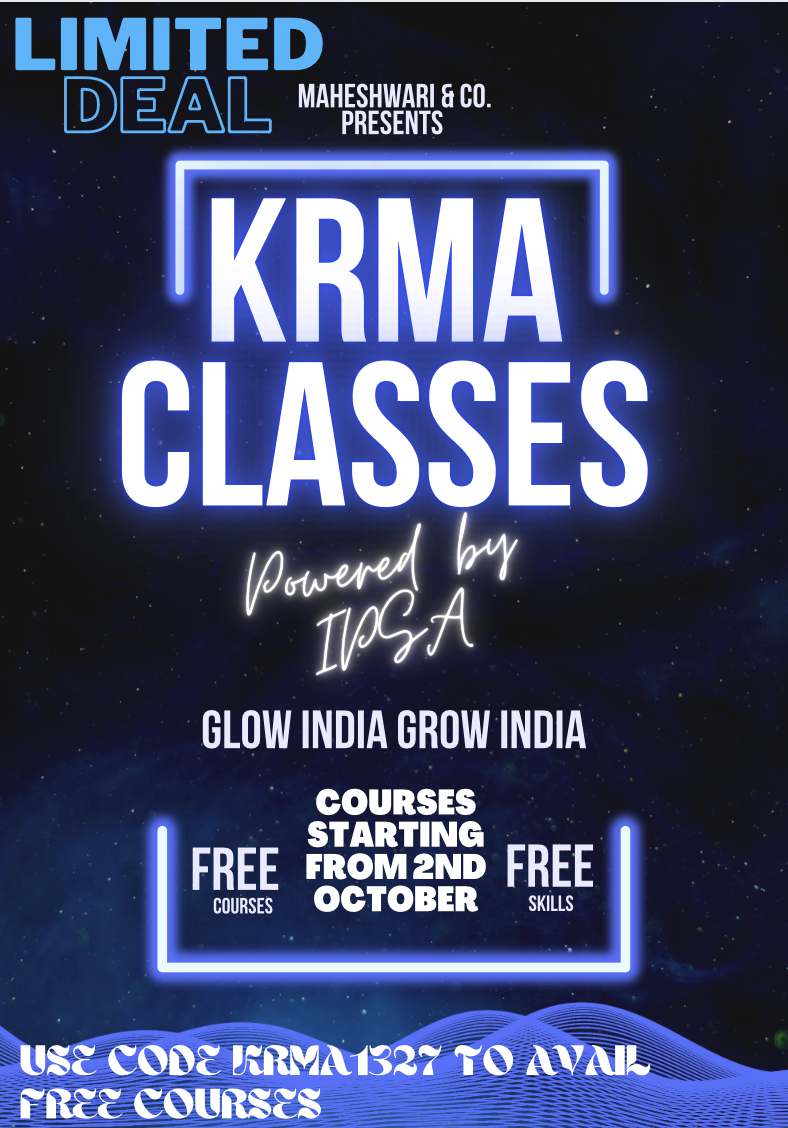 LIMITED
DEAL
MAHESHWARI & CO.
PRESENTS
KRMA
CLASSES
Powered by
IPSA
GLOW INDIA GROW INDIA
COURSES
STARTING
FROM 2ND
OCTOBER
FREE
COURSES
FREE
SKILLS
USE CODE KRMA1327 TO AVAIL
FREE COURSES